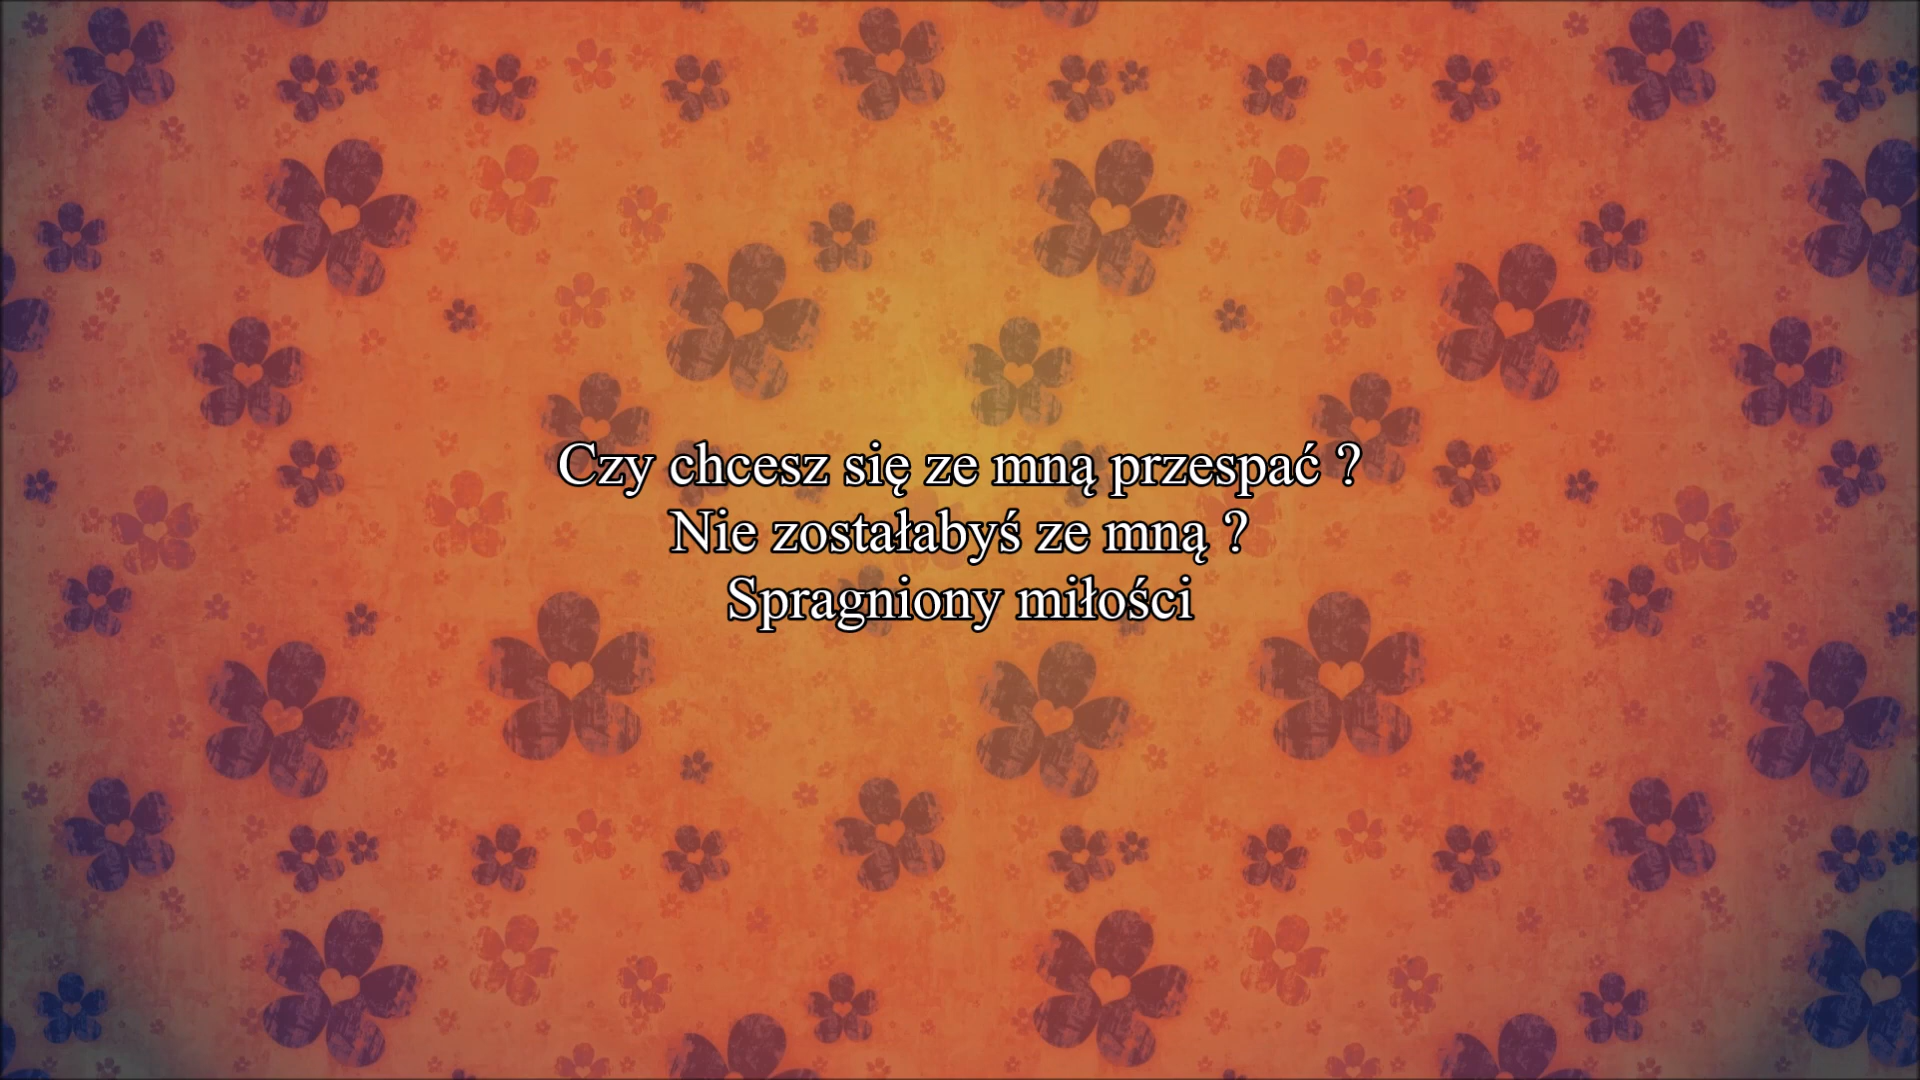 Czy chcesz się ze mną przespać ?
Nie zostałabyś ze mną ?
Spragniony miłości